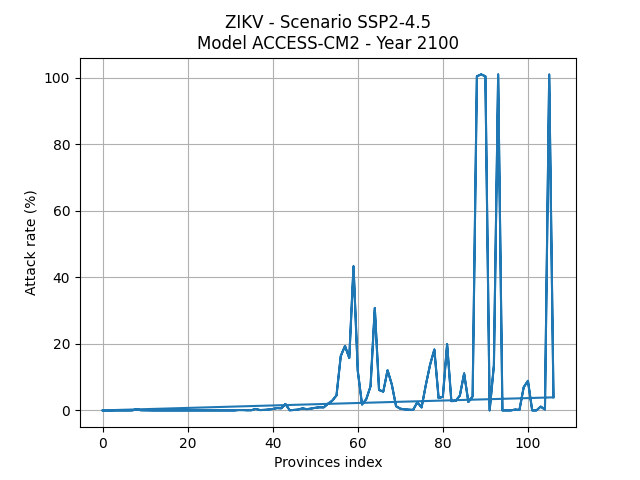 ZIKV - Scenario SSP2-4.5
Model ACCESS-CM2 - Year 2100
100
80
60
40
20
0
Attack rate (%)
0 20 40 60 80 100
Provinces index